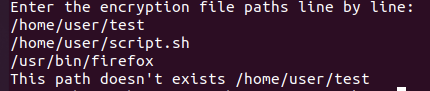 Enter the encryption file paths line by line:
/home/user/test
/home/user/script.sh
/usr/bin/firefox
This path doesn't exists /home/user/test